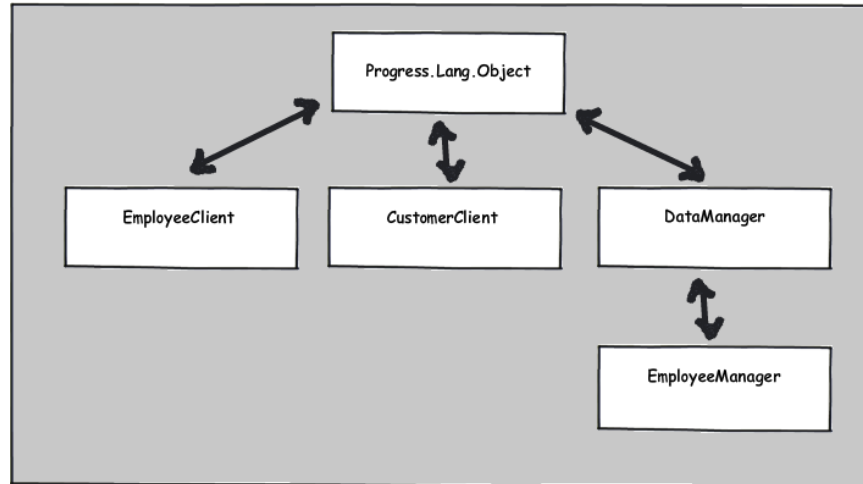 Progress.Lang.Object
EmployeeClient
CustomerClient
DataManager
EmployeeManager